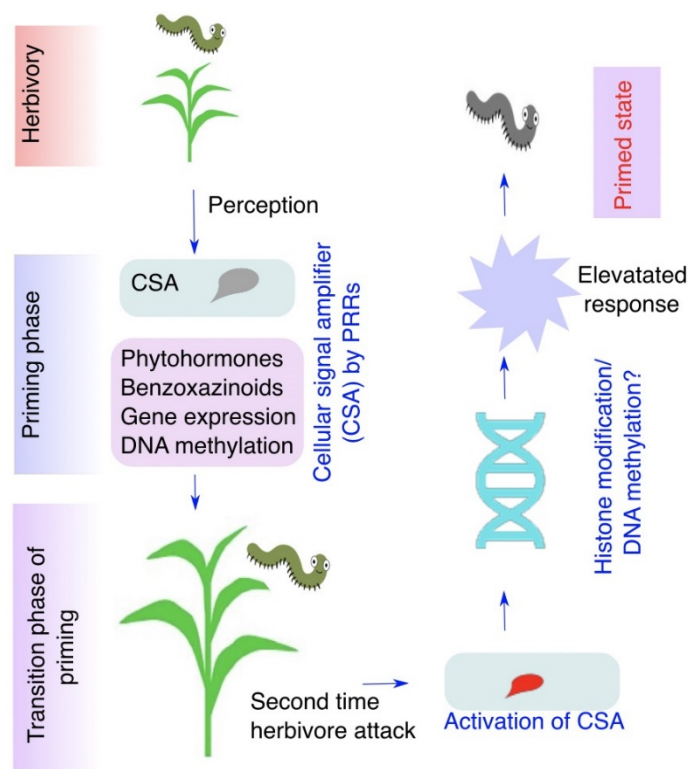 Herbivory
Perception
Priming phase
CSA
Phytohormones
Benzoxazinoids
Gene expression
DNA methylation
Cellular signal amplifier
(CSA) by PRRs
Transition phase of
priming
Second time
herbivore attack
Activation of CSA
Histone modification/
DNA methylation?
Elevatated
response
Primed state